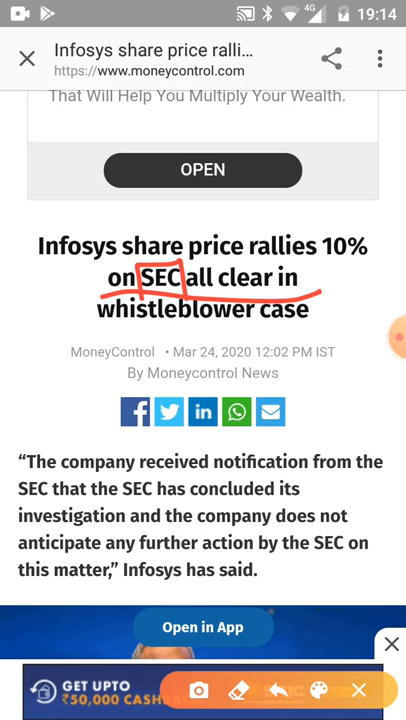 4G 19:14
Infosys share price ralli...
https://www.moneycontrol.com
That Will Help You Multiply Your Wealth.
OPEN
Infosys share price rallies 10%
on SEC all clear in
whistleblower case
MoneyControl • Mar 24, 2020 12:02 PM IST
By Moneycontrol News
“The company received notification from the
SEC that the SEC has concluded its
investigation and the company does not
anticipate any further action by the SEC on
this matter,” Infosys has said.
Open in App
GET UPTO
₹50,000 CASHBA